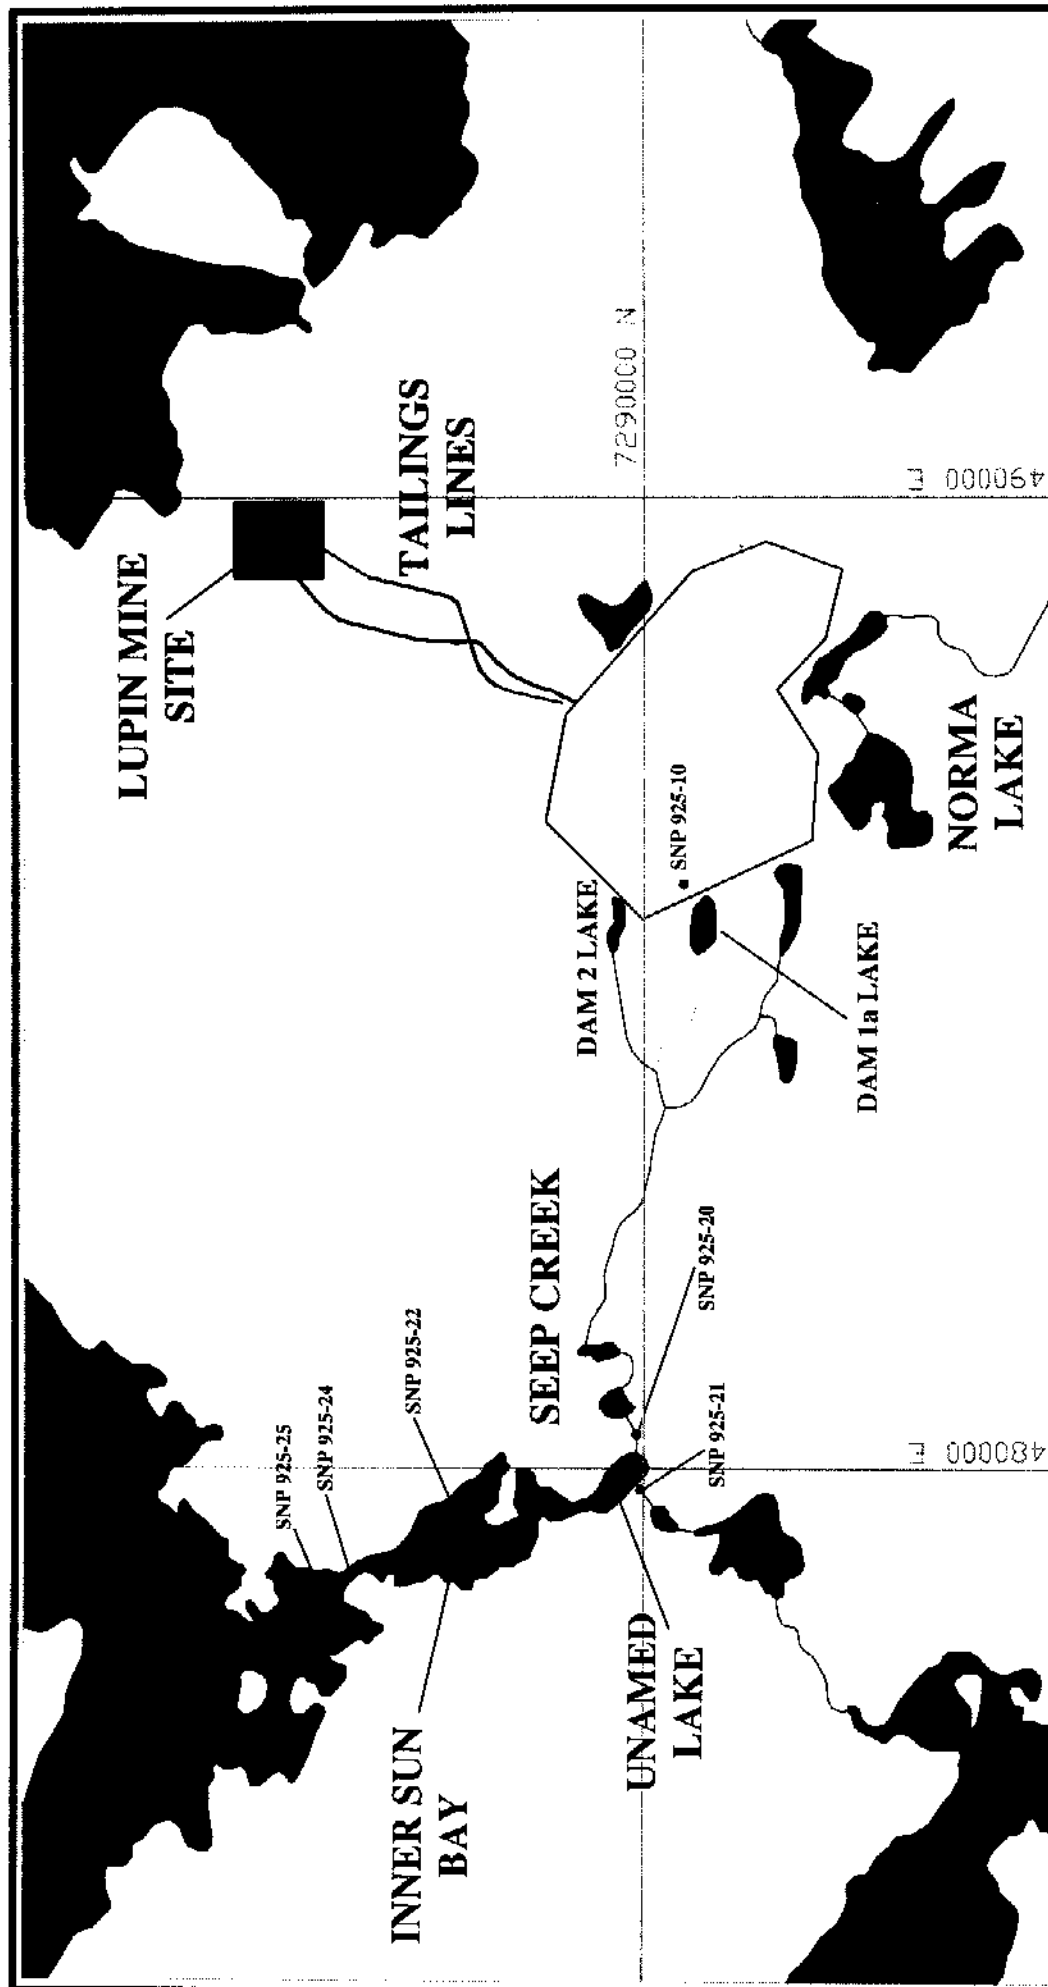 LUPIN MINE
SITE
TAILINGS
LINES
7290000 N
490000 E
SNP 925-10
NORMA
LAKE
DAM 2 LAKE
DAM 1a LAKE
SEEP CREEK
SNP 925-20
SNP 925-21
SNP 925-22
SNP 925-24
SNP 925-25
480000 E
INNER SUN
BAY
UNAMED
LAKE